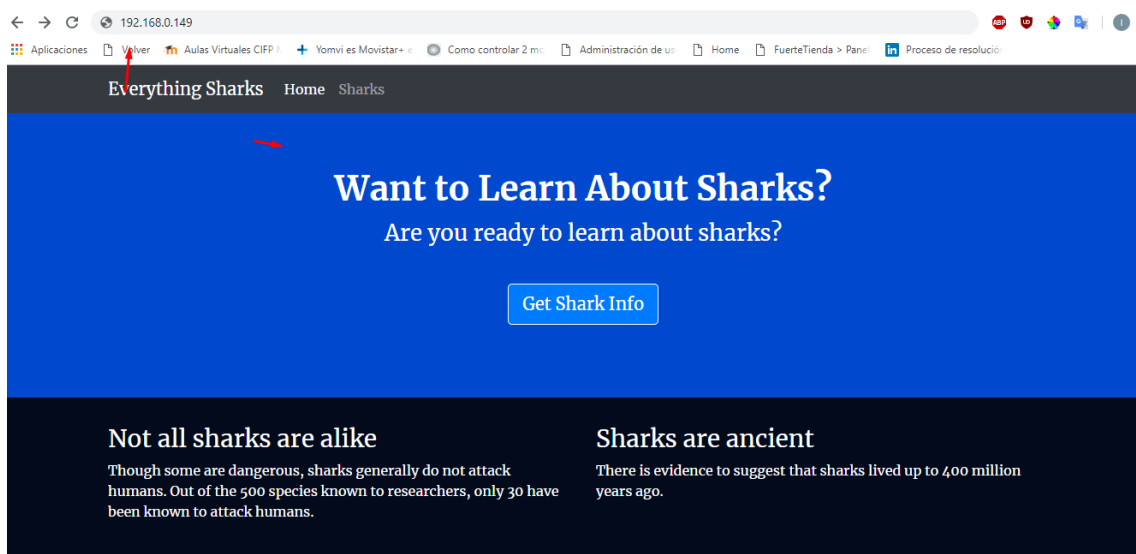 192.168.0.149
ABP
Aplicaciones Volver Aulas Virtuales CIFP Yomvi es Movistar+ Como controlar 2 Administración de Home FuerteTienda > Pane in Proceso de resolución
Everything Sharks Home Sharks
Want to Learn About Sharks?
Are you ready to learn about sharks?
Get Shark Info
Not all sharks are alike
Though some are dangerous, sharks generally do not attack
humans. Out of the 500 species known to researchers, only 30 have
been known to attack humans.
Sharks are ancient
There is evidence to suggest that sharks lived up to 400 million
years ago.